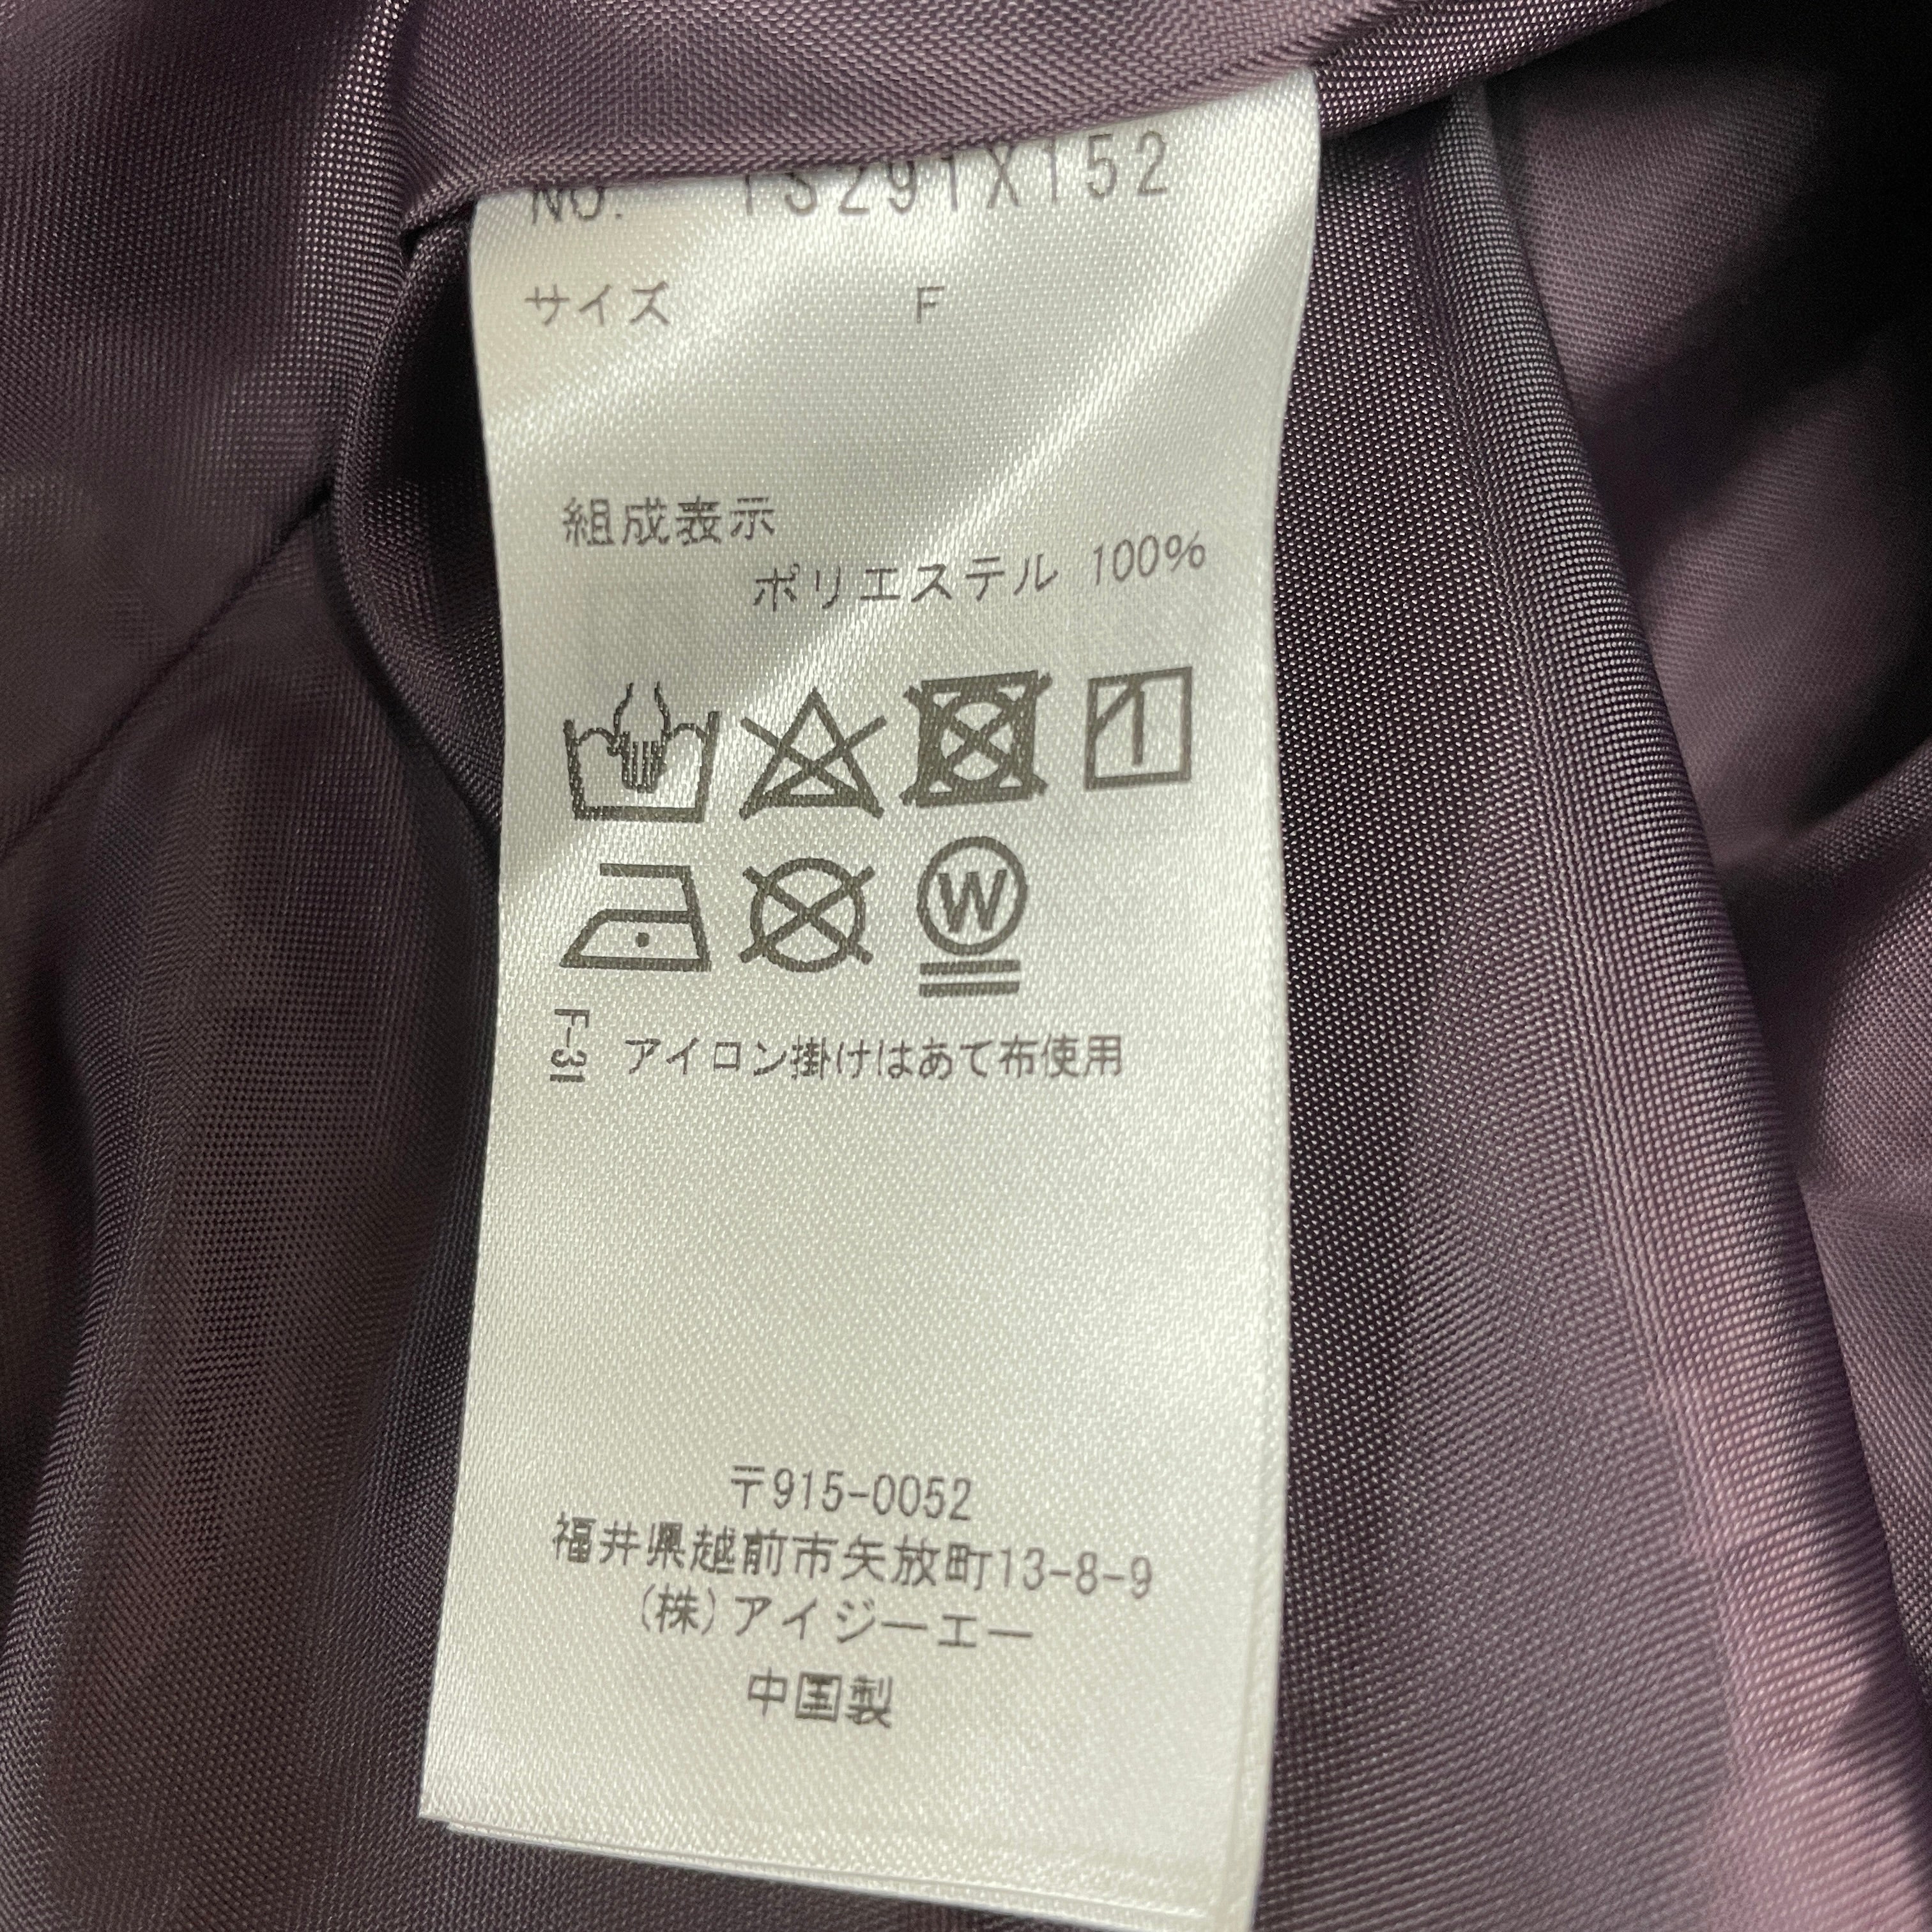 NO. TS291X152
サイズ F
組成表示
ポリエステル 100%
W
F-31 アイロン掛けはあて布使用
〒915-0052
福井県越前市矢放町13-8-9
(株)アイジーエー
中国製